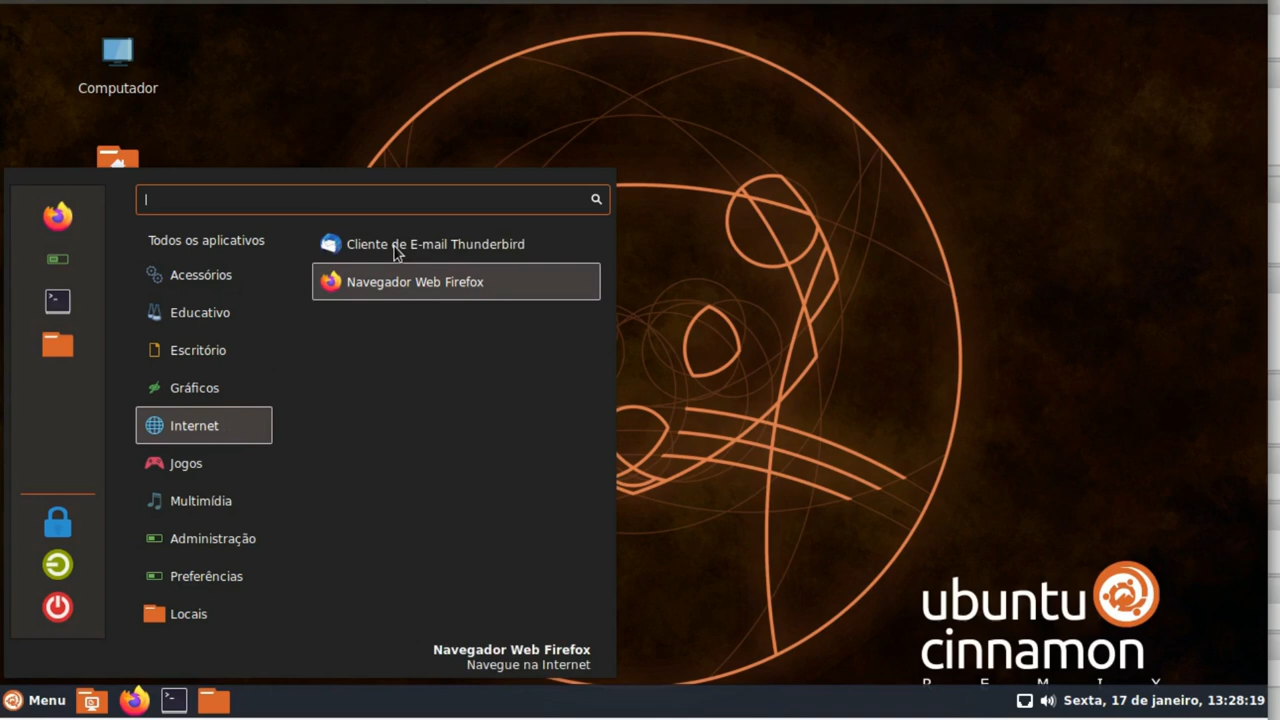 Computador
Todos os aplicativos
Acessórios
Educativo
Escritório
Gráficos
Internet
Jogos
Multimídia
Administração
Preferências
Locais
Cliente de E-mail Thunderbird
Navegador Web Firefox
Navegador Web Firefox
Navegue na Internet
ubuntu
cinnamon
R E M I X
Menu
Sexta, 17 de janeiro, 13:28:19